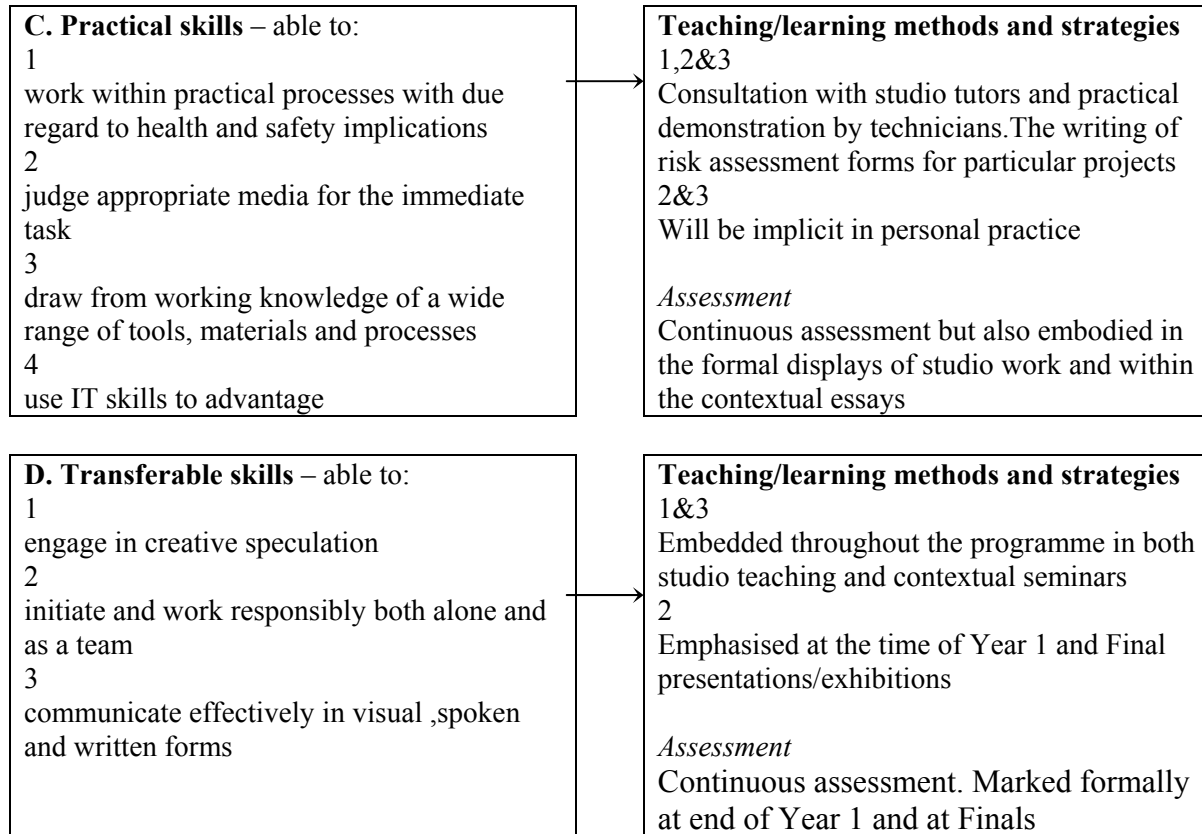 C. Practical skills – able to:
1
work within practical processes with due
regard to health and safety implications
2
judge appropriate media for the immediate
task
3
draw from working knowledge of a wide
range of tools, materials and processes
4
use IT skills to advantage
Teaching/learning methods and strategies
1,2&3
Consultation with studio tutors and practical
demonstration by technicians.The writing of
risk assessment forms for particular projects
2&3
Will be implicit in personal practice
Assessment
Continuous assessment but also embodied in
the formal displays of studio work and within
the contextual essays
D. Transferable skills – able to:
1
engage in creative speculation
2
initiate and work responsibly both alone and
as a team
3
communicate effectively in visual ,spoken
and written forms
Teaching/learning methods and strategies
1&3
Embedded throughout the programme in both
studio teaching and contextual seminars
2
Emphasised at the time of Year 1 and Final
presentations/exhibitions
Assessment
Continuous assessment. Marked formally
at end of Year 1 and at Finals